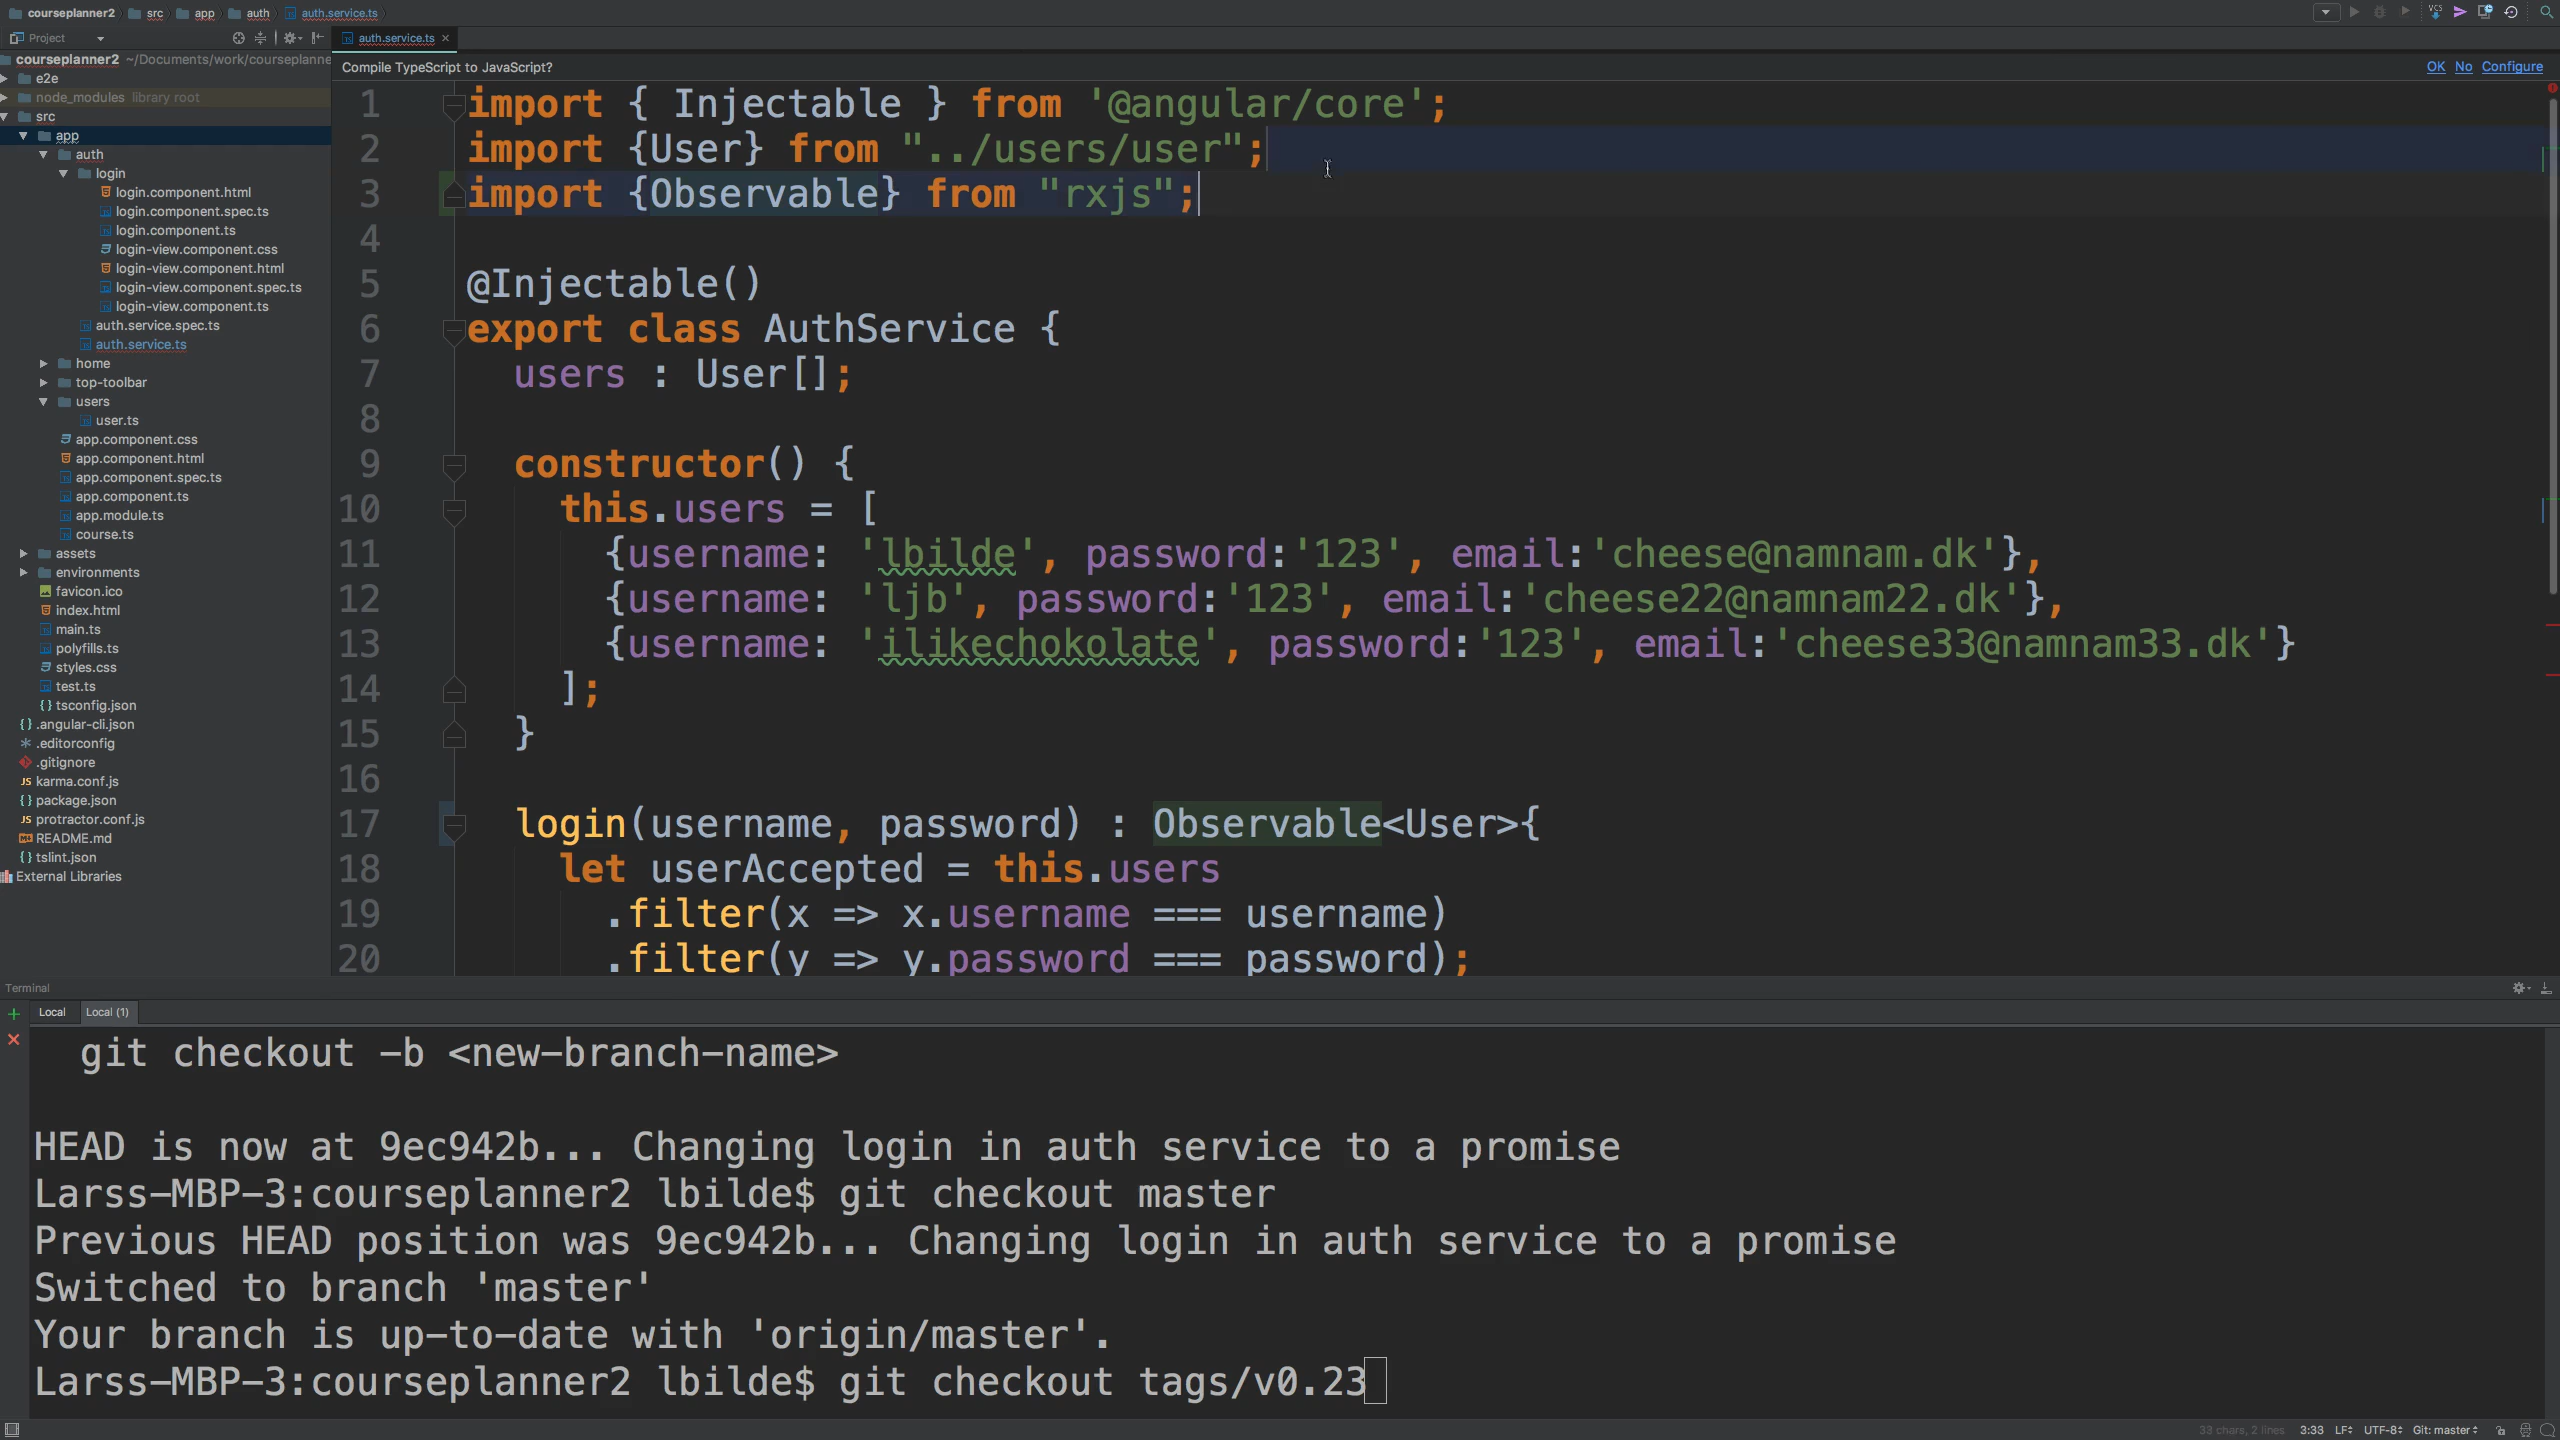 courseplanner2 src app auth auth.service.ts
Project
auth.service.ts
courseplanner2 ~/Documents/work/courseplanne
Compile TypeScript to JavaScript?
OK No Configure
e2e
node_modules library root
src
app
auth
login
login.component.html
login.component.spec.ts
login.component.ts
login-view.component.css
login-view.component.html
login-view.component.spec.ts
login-view.component.ts
auth.service.spec.ts
auth.service.ts
home
top-toolbar
users
user.ts
app.component.css
app.component.html
app.component.spec.ts
app.component.ts
app.module.ts
course.ts
assets
environments
favicon.ico
index.html
main.ts
polyfills.ts
styles.css
test.ts
tsconfig.json
.angular-cli.json
.editorconfig
.gitignore
karma.conf.js
package.json
protractor.conf.js
README.md
tslint.json
External Libraries
1 import { Injectable } from '@angular/core';
2 import {User} from "../users/user";
3 import {Observable} from "rxjs";
4
5 @Injectable()
6 export class AuthService {
7 users : User[];
8
9 constructor() {
10 this.users = [
11 {username: 'lbilde', password:'123', email:'cheese@namnam.dk'},
12 {username: 'ljb', password:'123', email:'cheese22@namnam22.dk'},
13 {username: 'ilikechokolate', password:'123', email:'cheese33@namnam33.dk'}
14 ];
15 }
16
17 login(username, password) : Observable<User>{
18 let userAccepted = this.users
19 .filter(x => x.username === username)
20 .filter(y => y.password === password);
Terminal
Local Local (1)
git checkout -b <new-branch-name>
HEAD is now at 9ec942b... Changing login in auth service to a promise
Larss-MBP-3:courseplanner2 lbilde$ git checkout master
Previous HEAD position was 9ec942b... Changing login in auth service to a promise
Switched to branch 'master'
Your branch is up-to-date with 'origin/master'.
Larss-MBP-3:courseplanner2 lbilde$ git checkout tags/v0.23
33 chars, 2 lines 3:33 LF UTF-8 Git: master